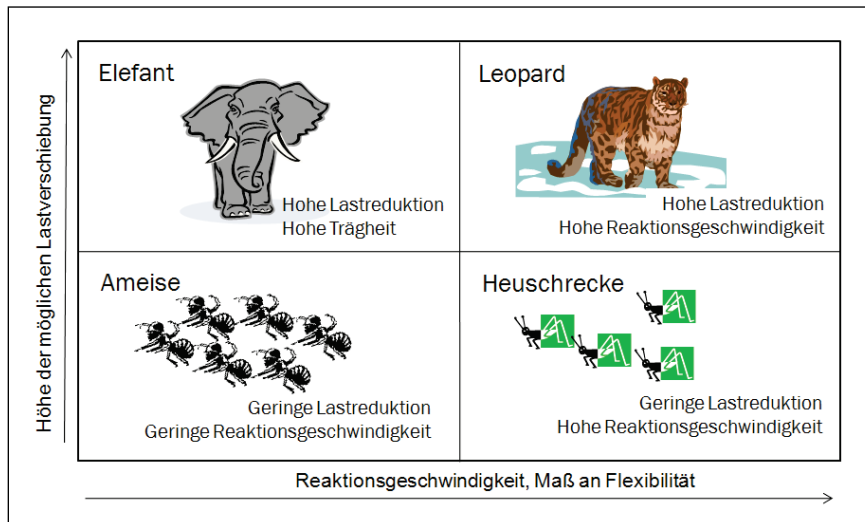 Höhe der möglichen Lastverschiebung
Elefant
Hohe Lastreduktion
Hohe Trägheit
Leopard
Hohe Lastreduktion
Hohe Reaktionsgeschwindigkeit
Ameise
Geringe Lastreduktion
Geringe Reaktionsgeschwindigkeit
Heuschrecke
Geringe Lastreduktion
Hohe Reaktionsgeschwindigkeit
Reaktionsgeschwindigkeit, Maß an Flexibilität